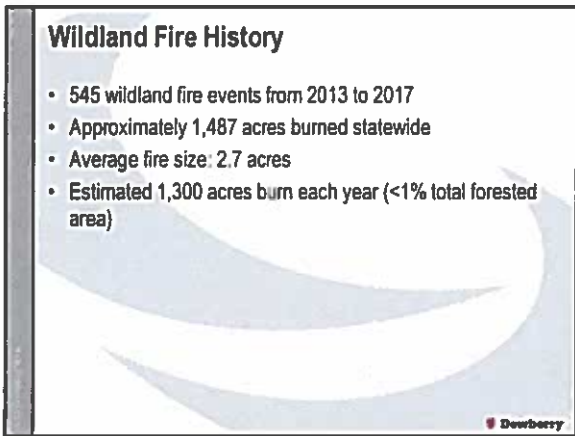 Wildland Fire History
• 545 wildland fire events from 2013 to 2017
• Approximately 1,487 acres burned statewide
• Average fire size: 2.7 acres
• Estimated 1,300 acres burn each year (<1% total forested
area)
Dewberry